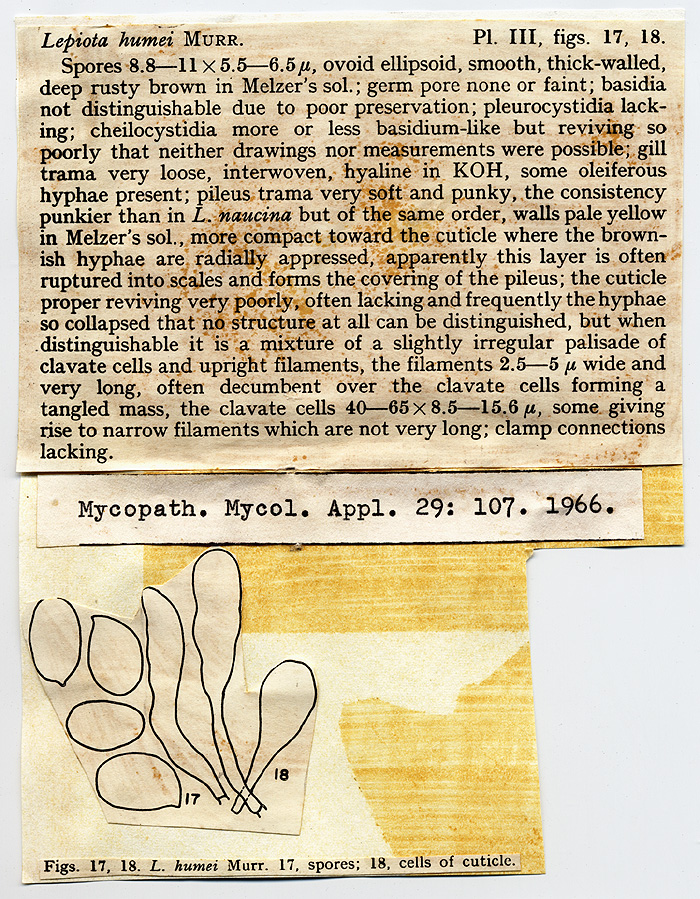 Lepiota humei MURR. Pl. III, figs. 17, 18.
Spores 8.8—11 × 5.5—6.5 μ, ovoid ellipsoid, smooth, thick-walled,
deep rusty brown in Melzer's sol.; germ pore none or faint; basidia
not distinguishable due to poor preservation; pleurocystidia lack-
ing; cheilocystidia more or less basidium-like but reviving so
poorly that neither drawings nor measurements were possible; gill
trama very loose, interwoven, hyaline in KOH, some oleiferous
hyphae present; pileus trama very soft and punky, the consistency
punkier than in L. naucina but of the same order, walls pale yellow
in Melzer's sol., more compact toward the cuticle where the brown-
ish hyphae are radially appressed, apparently this layer is often
ruptured into scales and forms the covering of the pileus; the cuticle
proper reviving very poorly, often lacking and frequently the hyphae
so collapsed that no structure at all can be distinguished, but when
distinguishable it is a mixture of a slightly irregular palisade of
clavate cells and upright filaments, the filaments 2.5—5 μ wide and
very long, often decumbent over the clavate cells forming a
tangled mass, the clavate cells 40—65 × 8.5—15.6 μ, some giving
rise to narrow filaments which are not very long; clamp connections
lacking.
Mycopath. Mycol. Appl. 29: 107. 1966.
18
17
Figs. 17, 18. L. humei Murr. 17, spores; 18, cells of cuticle.